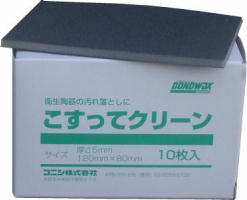 BONDWAX
衛生陶器の汚れ落としに
こすってクリーン
サイズ 厚さ5mm
120mm×80mm
10枚入
コニシ株式会社